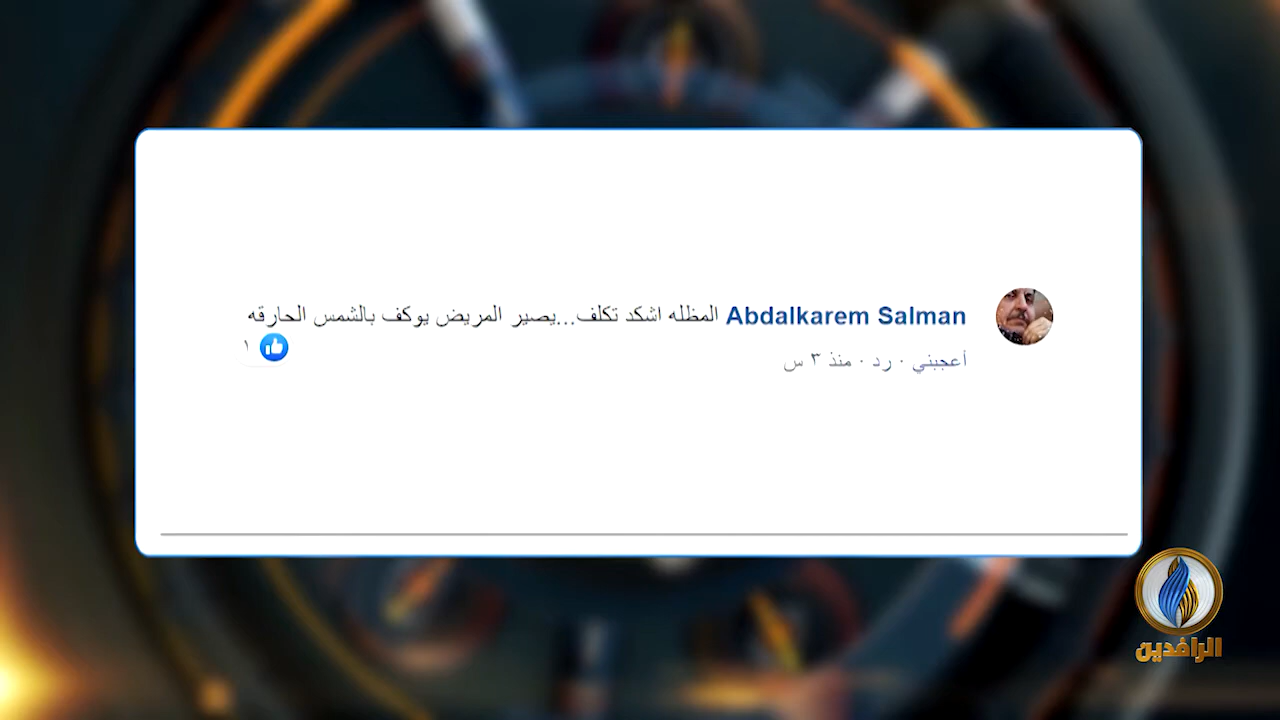 Abdalkarem Salman المظله اشكد تكلف...يصير المريض يوكف بالشمس الحارقه
١
أعجبني · رد · منذ ٣ س
الرافدين